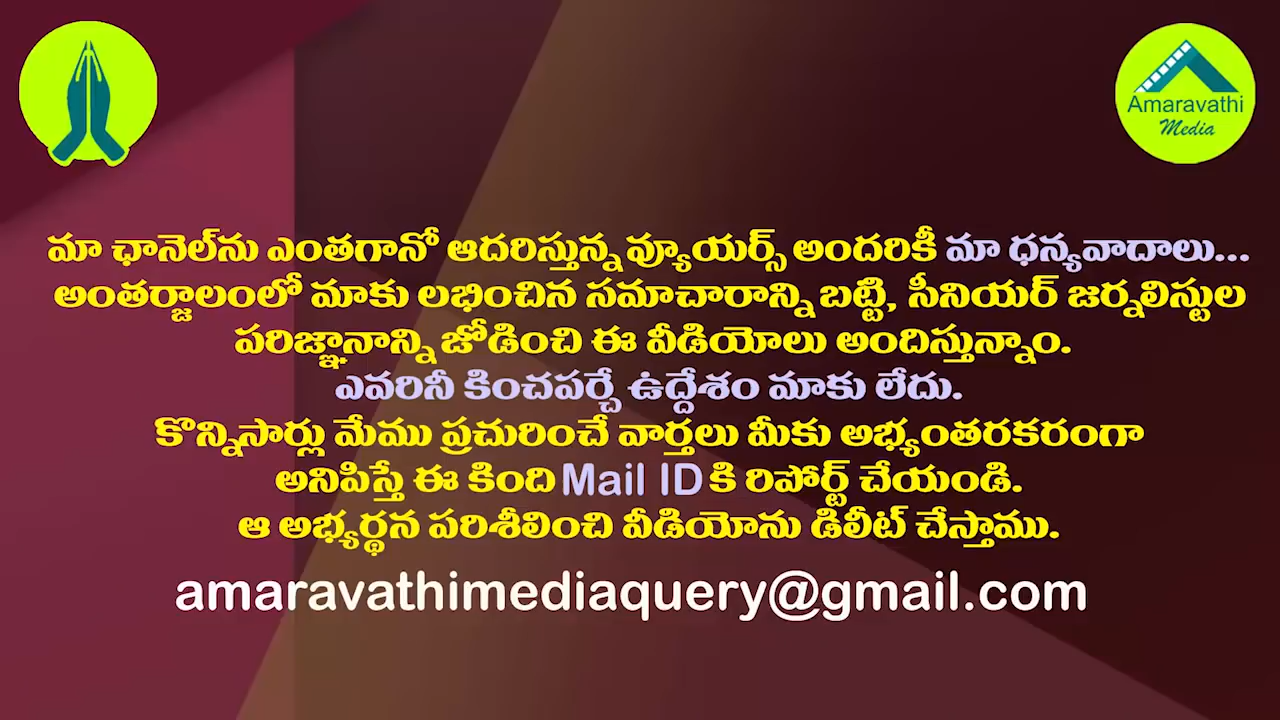 Amaravathi
Media
మా ఛానెల్‌ను ఎంతగానో ఆదరిస్తున్న వ్యూయర్స్ అందరికీ మా ధన్యవాదాలు...
అంతర్జాలంలో మాకు లభించిన సమాచారాన్ని బట్టి, సీనియర్ జర్నలిస్టుల
పరిజ్ఞానాన్ని జోడించి ఈ వీడియోలు అందిస్తున్నాం.
ఎవరినీ కించపర్చే ఉద్దేశం మాకు లేదు.
కొన్నిసార్లు మేము ప్రచురించే వార్తలు మీకు అభ్యంతరకరంగా
అనిపిస్తే ఈ కింది Mail ID కి రిపోర్ట్ చేయండి.
ఆ అభ్యర్థన పరిశీలించి వీడియోను డిలీట్ చేస్తాము.
amaravathimediaquery@gmail.com